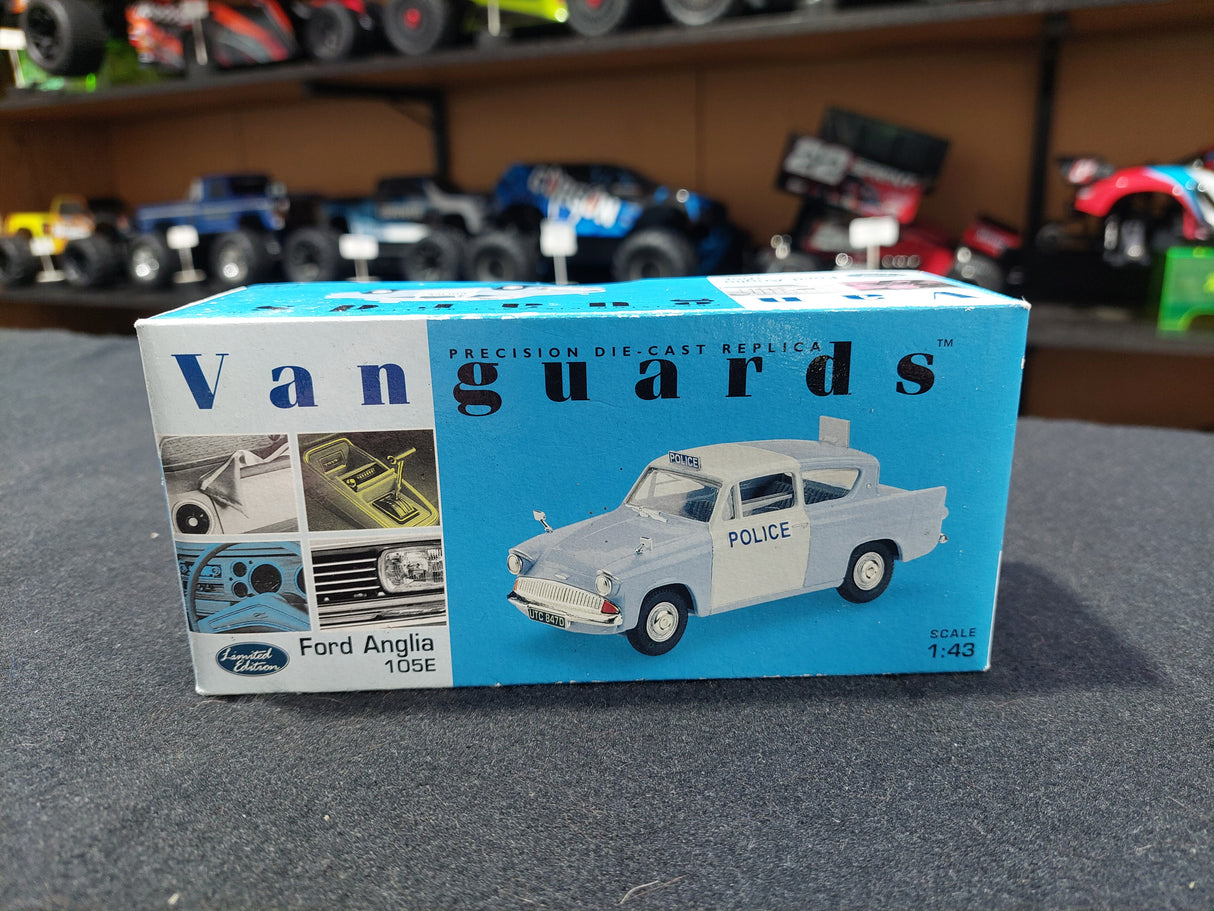 Vanguards™
PRECISION DIE-CAST REPLICA
POLICE
POLICE
UTC 847D
Limited
Edition
Ford Anglia
105E
SCALE
1:43